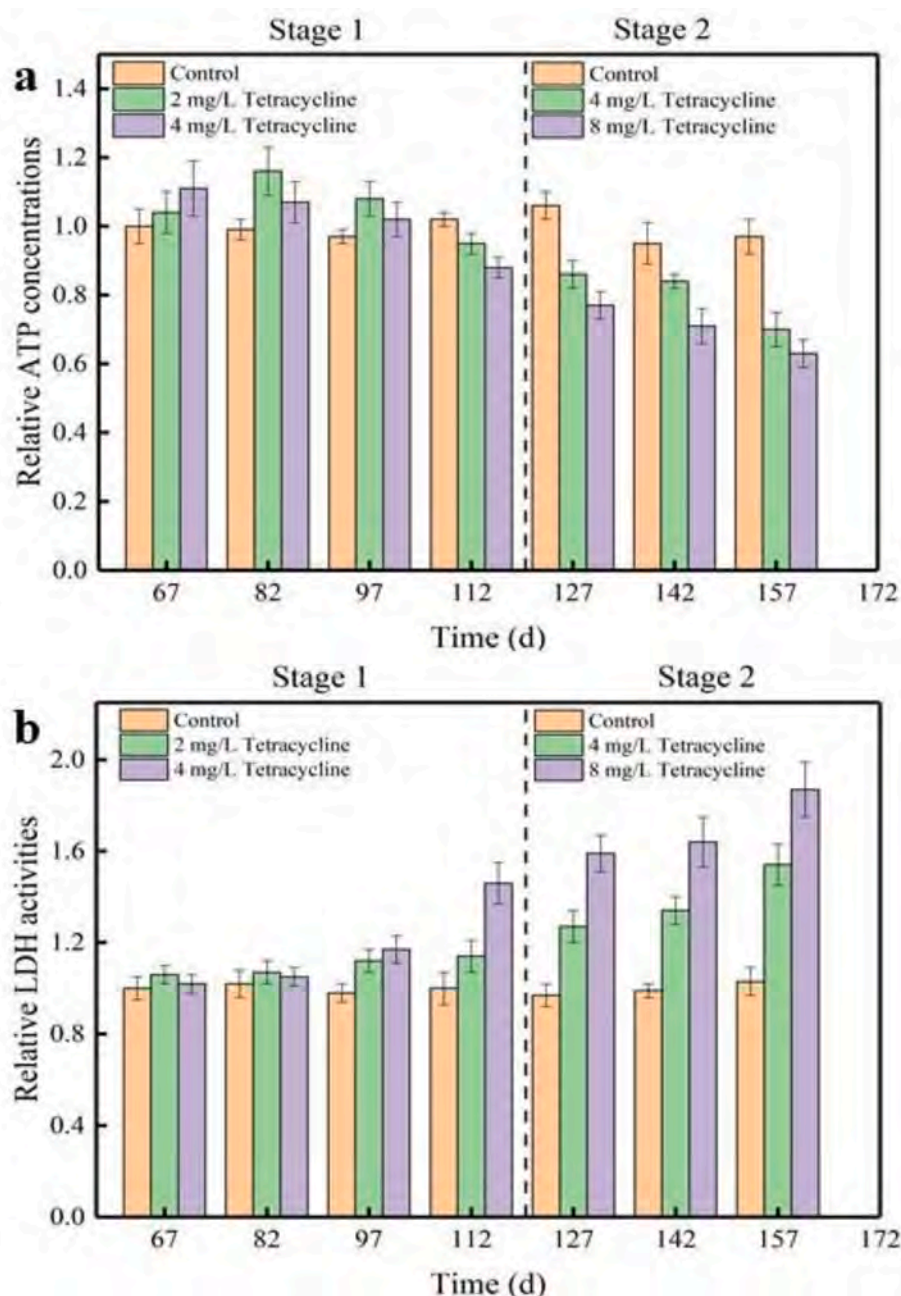 Stage 1 Stage 2
a
Control
2 mg/L Tetracycline
4 mg/L Tetracycline
Control
4 mg/L Tetracycline
8 mg/L Tetracycline
Relative ATP concentrations
1.4
1.2
1.0
0.8
0.6
0.4
0.2
0.0
67 82 97 112 127 142 157 172
Time (d)
Stage 1 Stage 2
b
Control
2 mg/L Tetracycline
4 mg/L Tetracycline
Control
4 mg/L Tetracycline
8 mg/L Tetracycline
Relative LDH activities
2.0
1.6
1.2
0.8
0.4
0.0
67 82 97 112 127 142 157 172
Time (d)